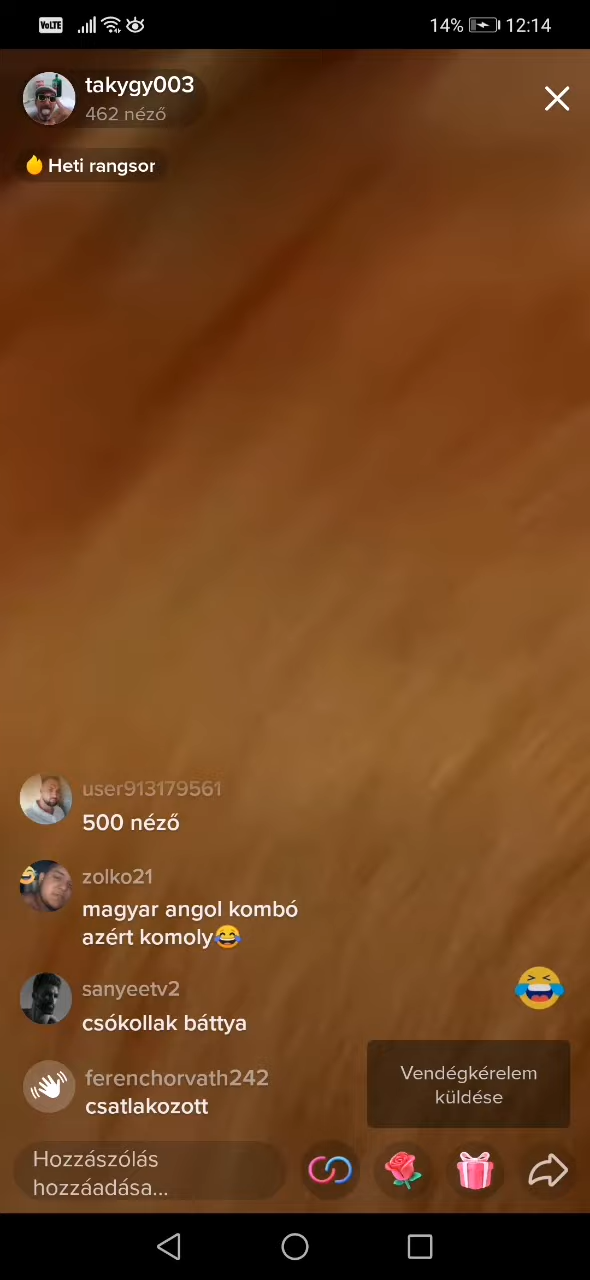 VoLTE 14% 12:14
takygy003
462 néző
Heti rangsor
user913179561
500 néző
zolko21
magyar angol kombó
azért komoly😂
sanyeetv2
csókollak báttya
ferenchorvath242
csatlakozott
Vendégkérelem
küldése
Hozzászólás
hozzáadása...